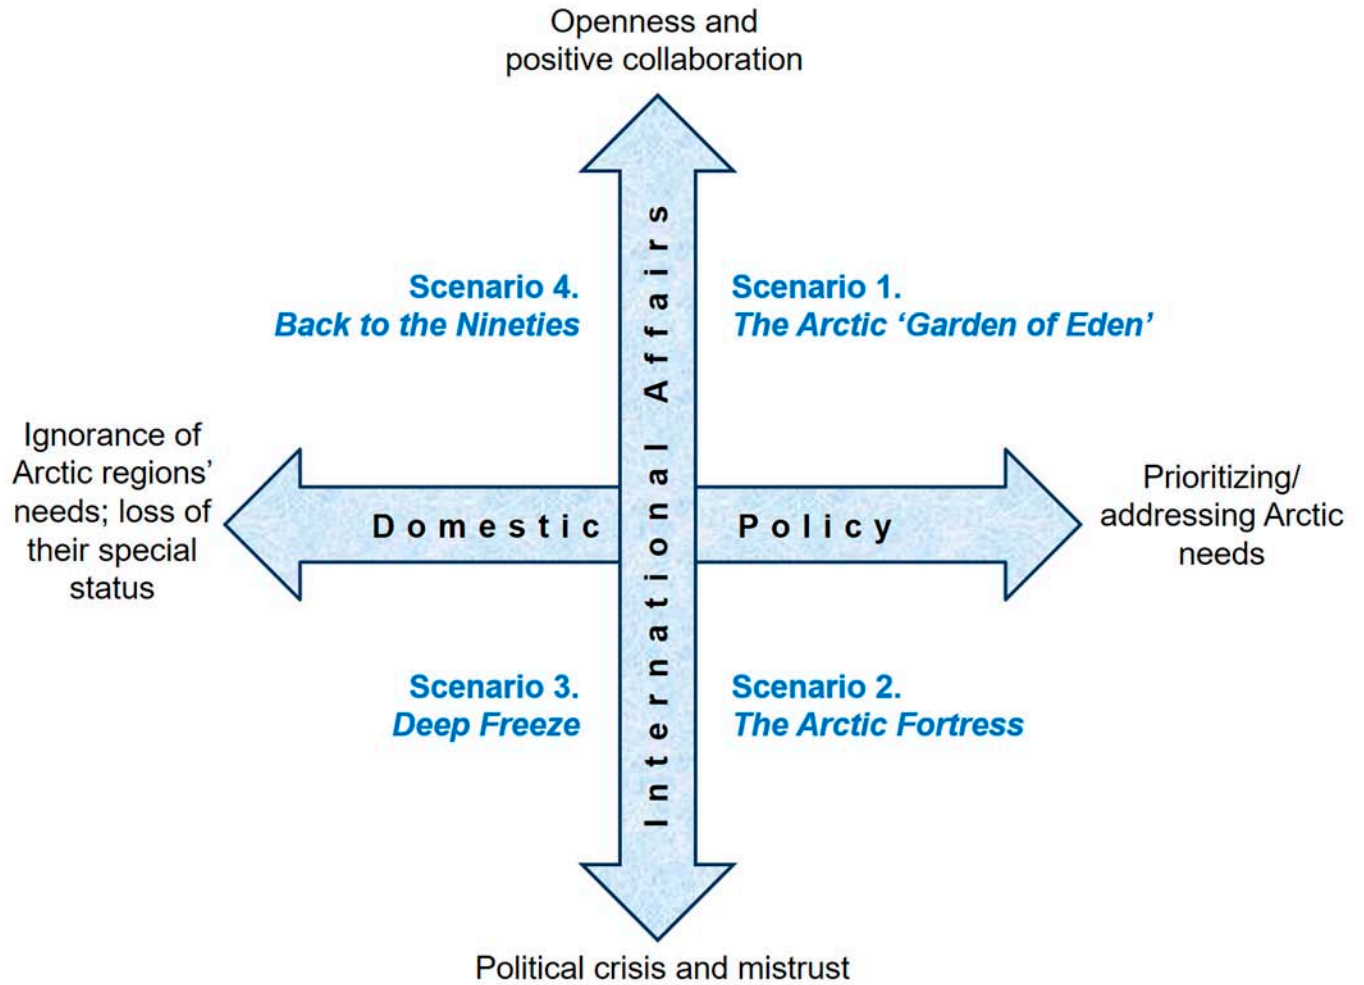 Openness and
positive collaboration
Scenario 4.
Back to the Nineties
Scenario 1.
The Arctic ‘Garden of Eden’
International Affairs
Ignorance of
Arctic regions’
needs; loss of
their special
status
Domestic Policy
Prioritizing/
addressing Arctic
needs
Scenario 3.
Deep Freeze
Scenario 2.
The Arctic Fortress
Political crisis and mistrust